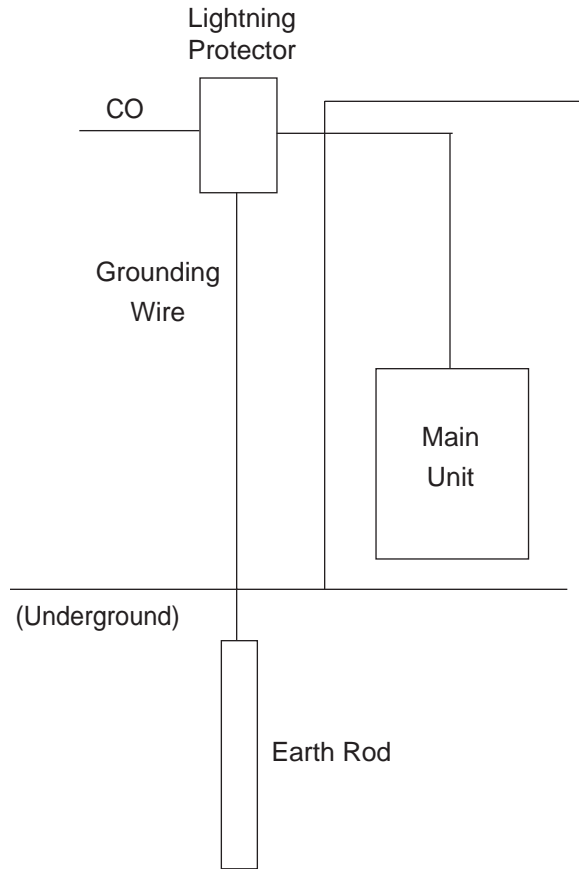 Lightning
Protector
CO
Grounding
Wire
Main
Unit
(Underground)
Earth Rod